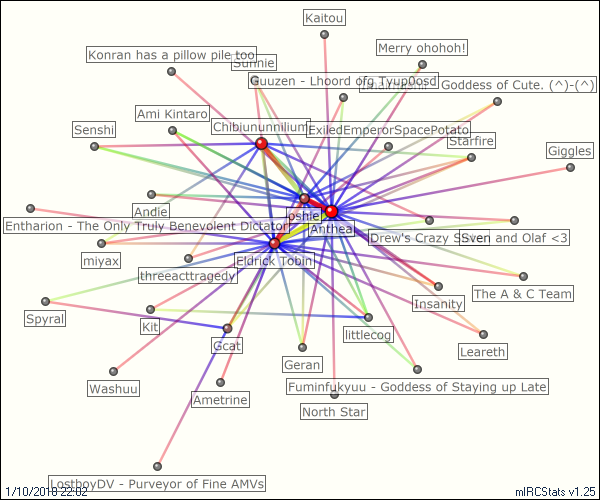 Kaitou
Merry ohohoh!
Konran has a pillow pile too
Sunnie
Guuzen - Lhoord ofg Tyup0osd
Goddess of Cute. (^)-(^)
Ami Kintaro
Senshi
Chibiununnilium
ExiledEmperorSpacePotato
Starfire
Giggles
Andie
oshie
Entharion - The Only Truly Benevolent Dictator
Anthea
Drew's Crazy
Sven and Olaf <3
miyax
threeacttragedy
Eldrick Tobin
The A & C Team
Insanity
Spyral
Kit
littlecog
Gcat
Leareth
Geran
Washuu
Fuminfukyuu - Goddess of Staying up Late
Ametrine
North Star
LostboyDV - Purveyor of Fine AMVs
1/10/2018 22:02
mIRCStats v1.25